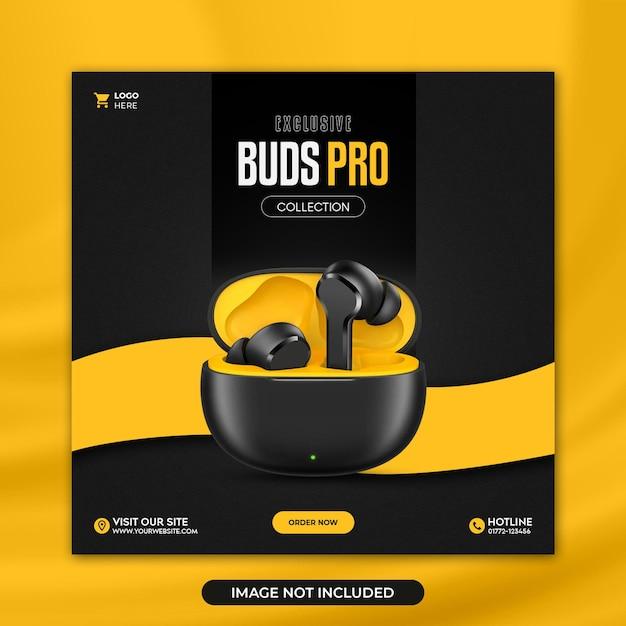 LOGO
HERE
EXCLUSIVE
BUDS PRO
COLLECTION
VISIT OUR SITE
WWW.YOURWEBSITE.COM
ORDER NOW
HOTLINE
01772-123456
IMAGE NOT INCLUDED